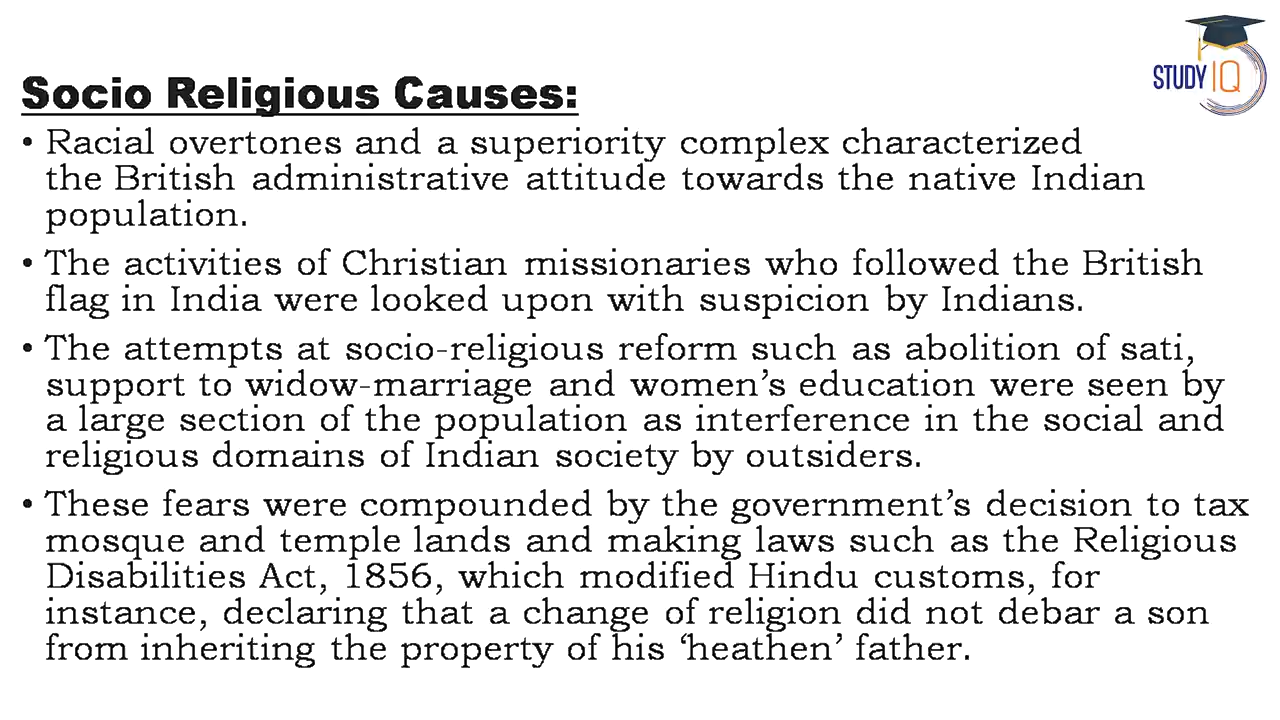 STUDY IQ
Socio Religious Causes:
• Racial overtones and a superiority complex characterized
the British administrative attitude towards the native Indian
population.
• The activities of Christian missionaries who followed the British
flag in India were looked upon with suspicion by Indians.
• The attempts at socio-religious reform such as abolition of sati,
support to widow-marriage and women’s education were seen by
a large section of the population as interference in the social and
religious domains of Indian society by outsiders.
• These fears were compounded by the government’s decision to tax
mosque and temple lands and making laws such as the Religious
Disabilities Act, 1856, which modified Hindu customs, for
instance, declaring that a change of religion did not debar a son
from inheriting the property of his ‘heathen’ father.